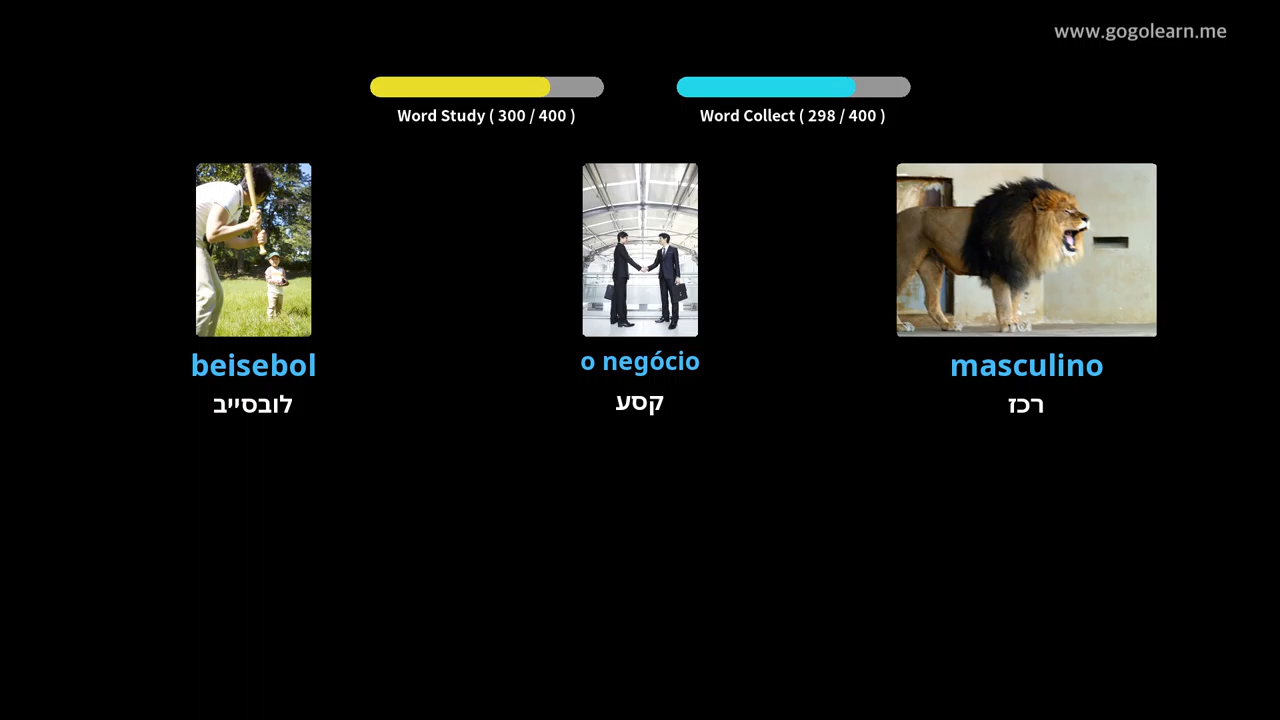 www.gogolearn.me
Word Study ( 300 / 400 )
Word Collect ( 298 / 400 )
beisebol
לובסייב
o negócio
קסע
masculino
רכז